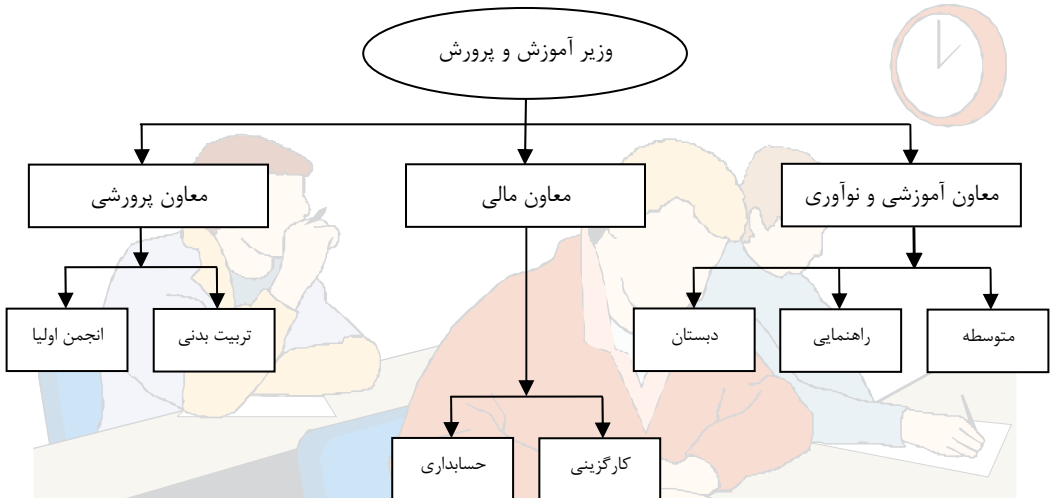 وزیر آموزش و پرورش
معاون آموزشی و نوآوری
معاون مالی
معاون پرورشی
متوسطه
راهنمایی
دبستان
تربیت بدنی
انجمن اولیا
کارگزینی
حسابداری